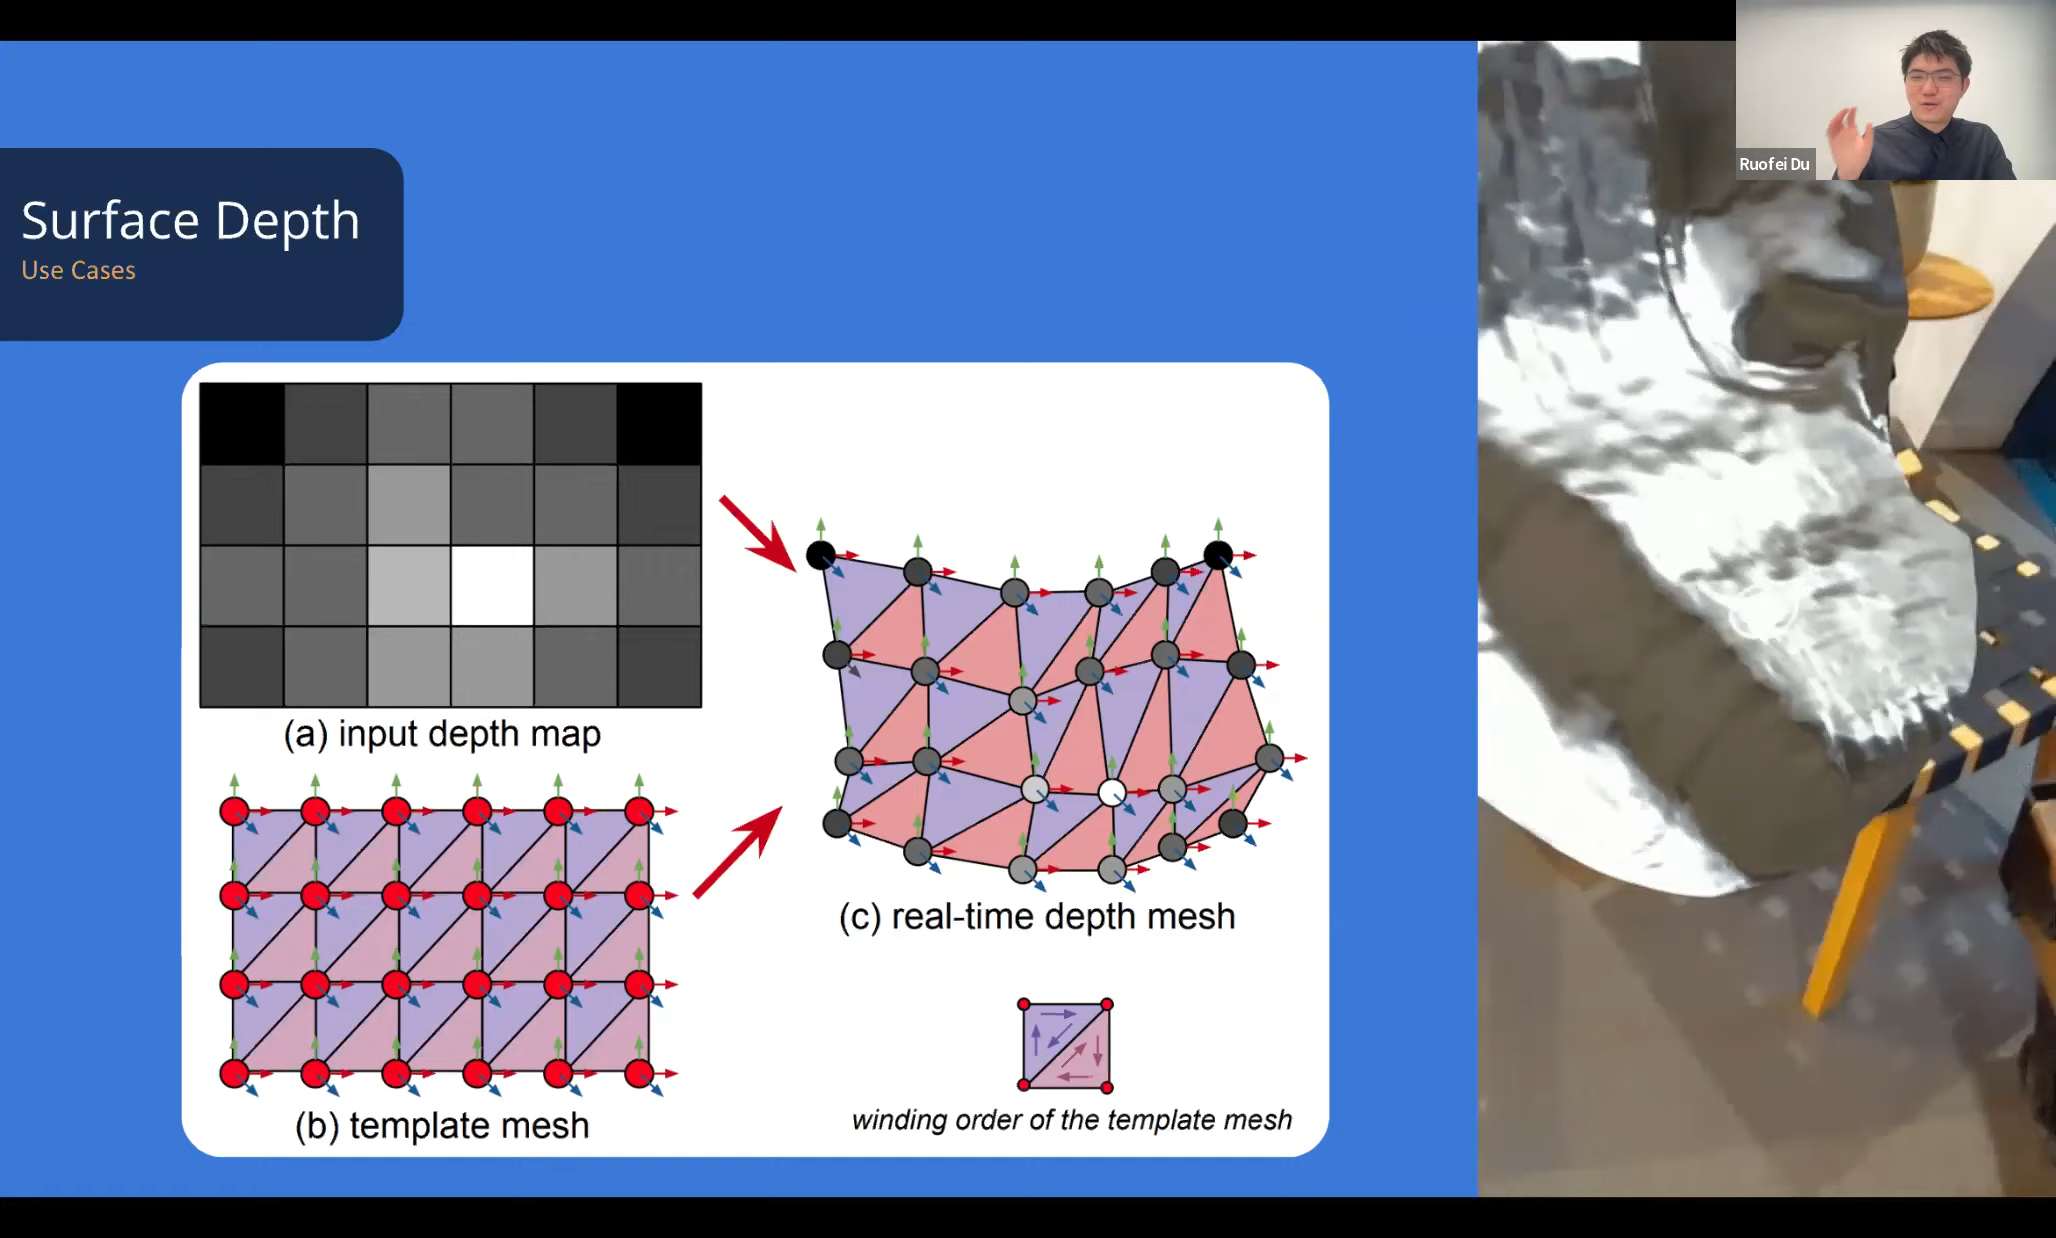 Surface Depth
Use Cases
Ruofei Du
(a) input depth map
(b) template mesh
(c) real-time depth mesh
winding order of the template mesh